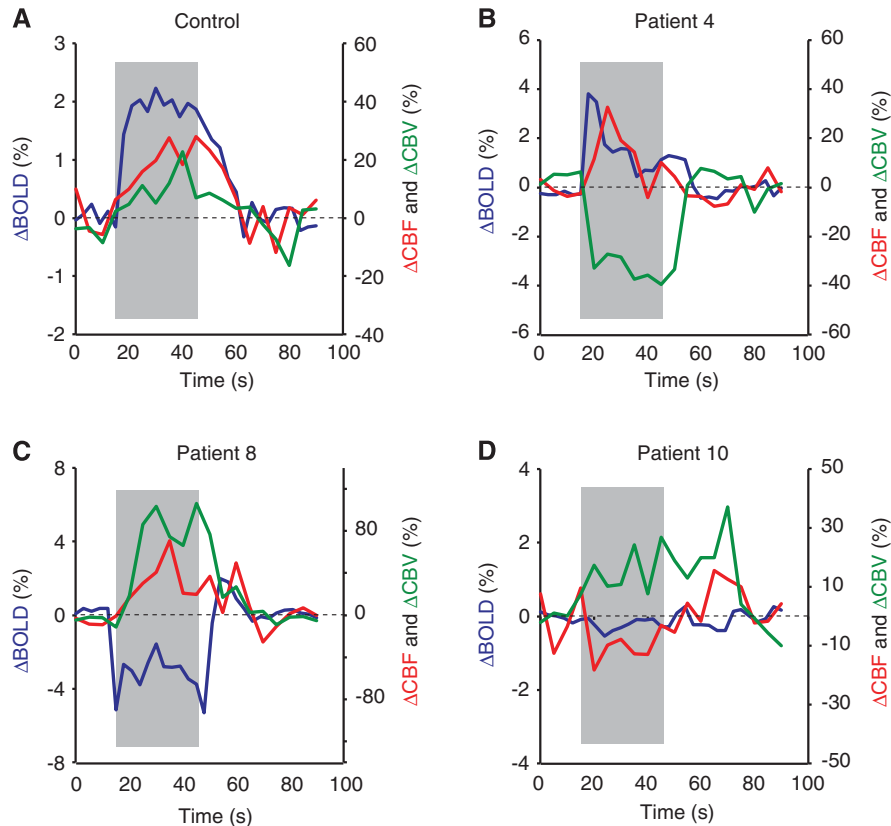 A
Control
3
2
1
0
-1
-2
60
40
20
0
-20
-40
0 20 40 60 80 100
Time (s)
ΔBOLD (%)
ΔCBF and ΔCBV (%)
B
Patient 4
6
4
2
0
-2
-4
-6
60
40
20
0
-20
-40
-60
0 20 40 60 80 100
Time (s)
ΔBOLD (%)
ΔCBF and ΔCBV (%)
C
Patient 8
8
4
0
-4
-8
80
0
-80
0 20 40 60 80 100
Time (s)
ΔBOLD (%)
ΔCBF and ΔCBV (%)
D
Patient 10
4
2
0
-2
-4
50
30
10
-10
-30
-50
0 20 40 60 80 100
Time (s)
ΔBOLD (%)
ΔCBF and ΔCBV (%)